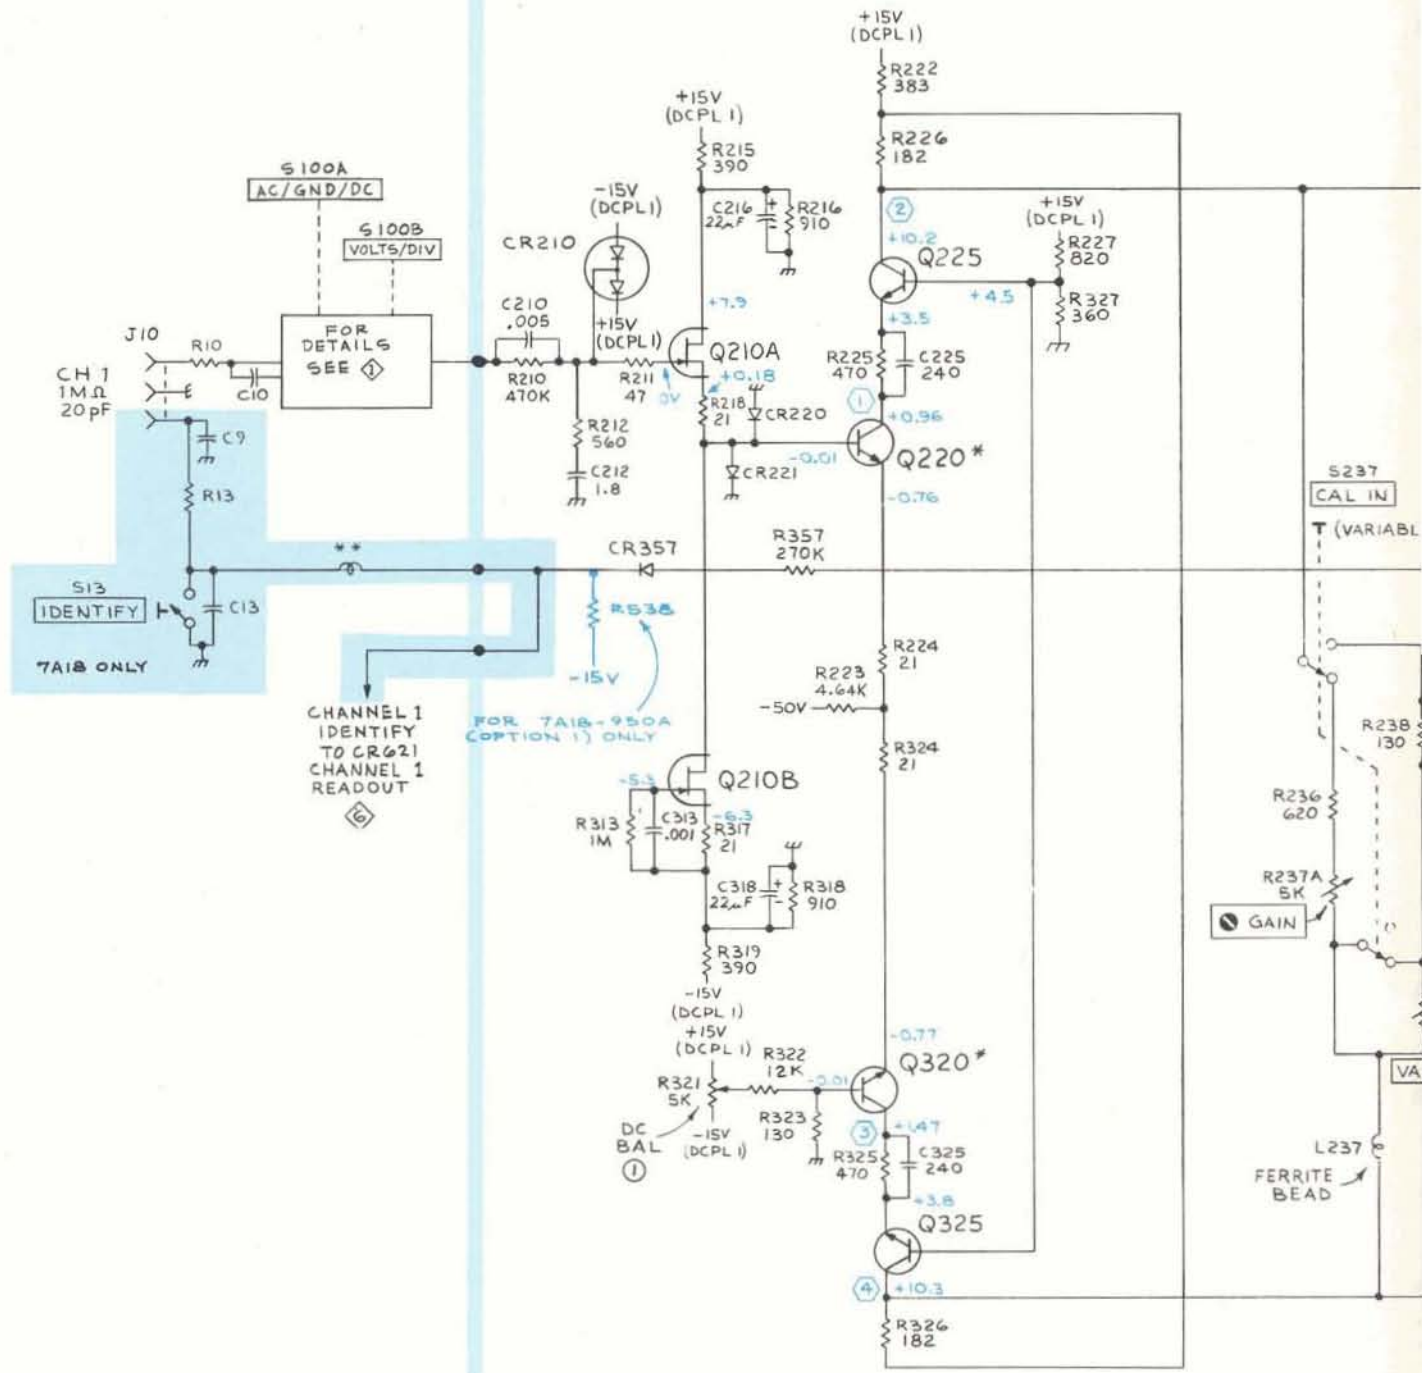 +15V
(DCPL 1)
R222
383
+15V
(DCPL 1)
R215
390
R226
182
S100A
AC/GND/DC
S100B
VOLTS/DIV
-15V
(DCPL 1)
CR210
C216
22µF
+
-
R216
910
2
+10.2
Q225
+15V
(DCPL 1)
R227
820
+4.5
R327
360
+7.9
+3.5
J10
R10
C10
CH 1
1MΩ
20 pF
FOR
DETAILS
SEE 1
C210
.005
R210
470K
+15V
(DCPL 1)
R211
47
0V
Q210A
+0.18
R218
21
R225
470
C225
240
1
+0.96
CR220
CR221
-0.01
Q220*
-0.76
R212
560
C212
1.8
C9
R13
**
S13
IDENTIFY
C13
7A18 ONLY
CR357
R357
270K
R538
-15V
FOR 7A18-950A
(OPTION 1) ONLY
CHANNEL 1
IDENTIFY
TO CR621
CHANNEL 1
READOUT
6
S237
CAL IN
(VARIABL
R224
21
R223
4.64K
-50V
R324
21
R238
130
R236
620
R237A
5K
GAIN
-5.3
Q210B
-6.3
R313
1M
C313
.001
R317
21
C318
22µF
+
-
R318
910
R319
390
-15V
(DCPL 1)
+15V
(DCPL 1)
R321
5K
R322
12K
-0.01
R323
130
DC
BAL
1
-15V
(DCPL 1)
-0.77
Q320*
3
+1.47
R325
470
C325
240
+3.8
Q325
4
+10.3
R326
182
VA
L237
FERRITE
BEAD